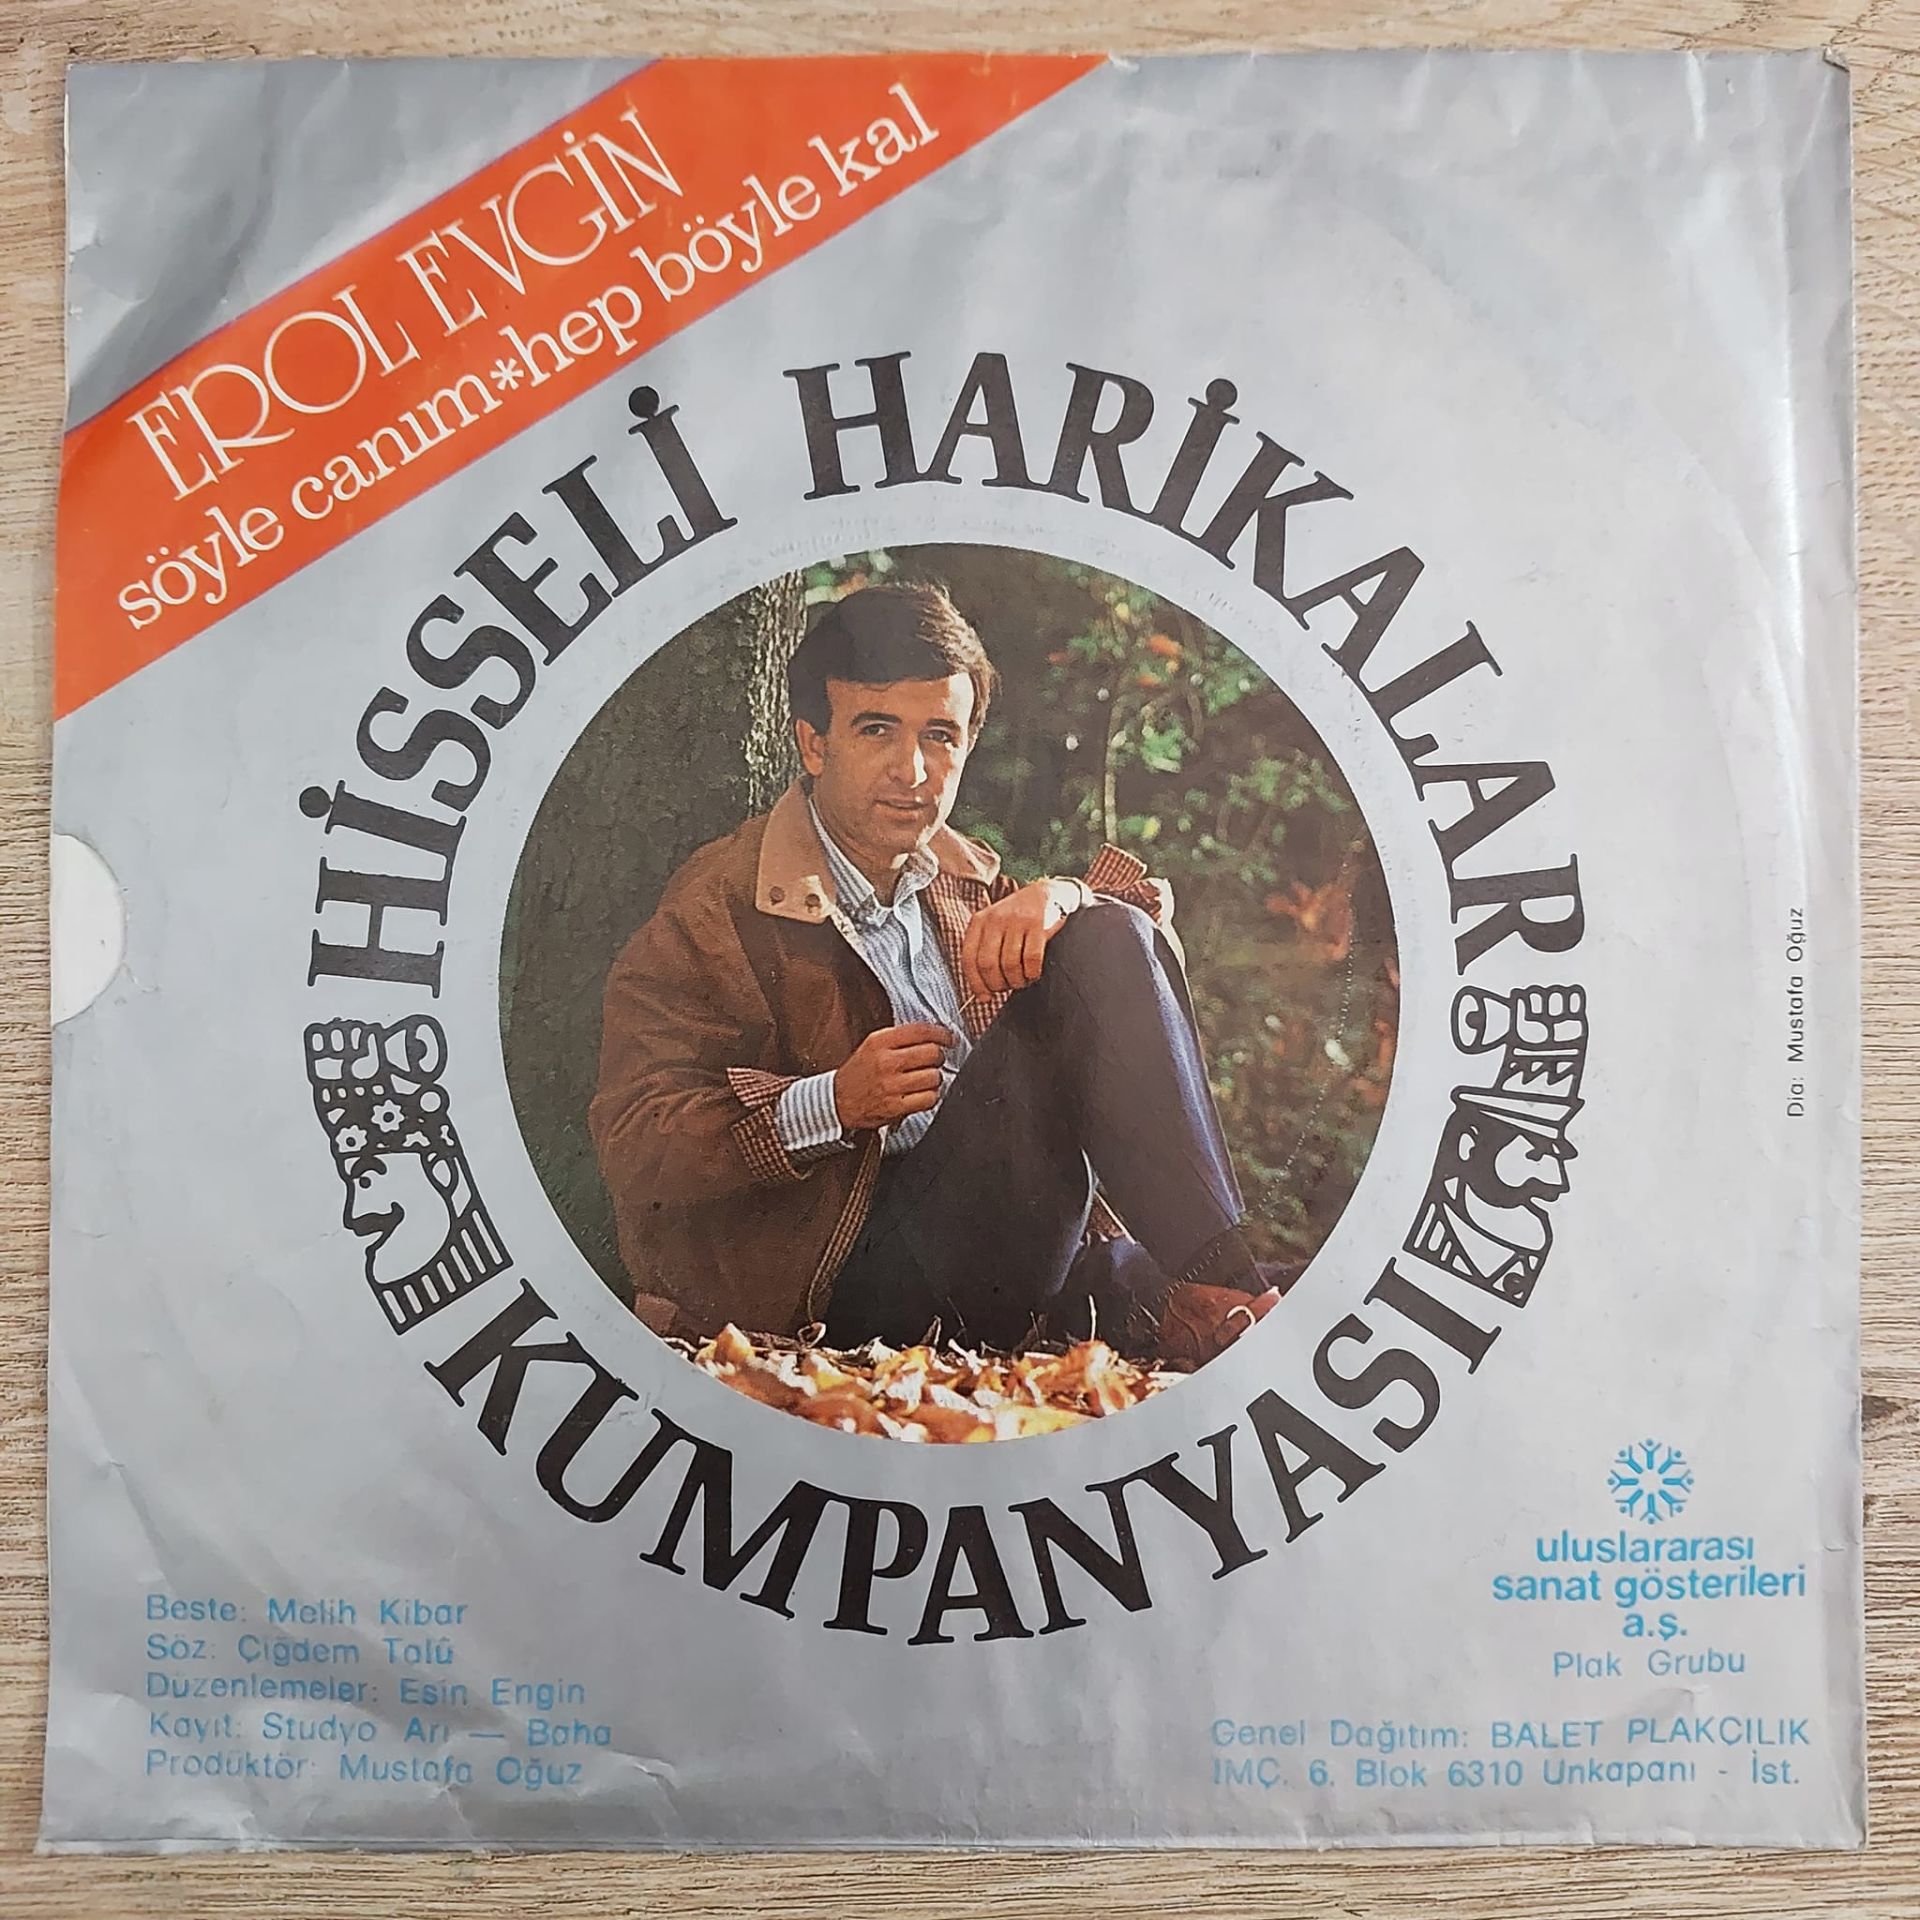 EROL EVGİN
söyle canım*hep böyle kal
HİSSELİ HARİKALAR
KUMPANYASI
Dia: Mustafa Oğuz
uluslararası
sanat gösterileri
a.ş.
Plak Grubu
Beste: Melih Kibar
Söz: Çiğdem Talû
Düzenlemeler: Esin Engin
Kayıt: Studyo Arı — Baha
Prodüktör: Mustafa Oğuz
Genel Dağıtım: BALET PLAKÇILIK
İMÇ. 6. Blok 6310 Unkapanı - İst.